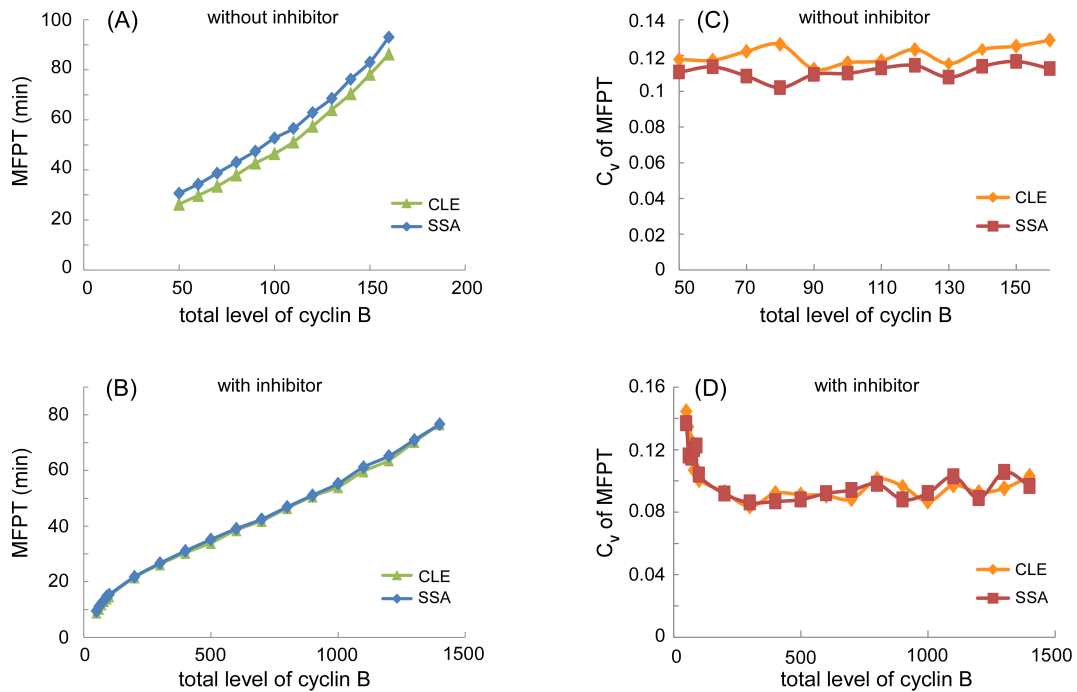 (A)
without inhibitor
MFPT (min)
100
80
60
40
20
0
0
50
100
150
200
CLE
SSA
total level of cyclin B
(C)
without inhibitor
Cv of MFPT
0.14
0.12
0.1
0.08
0.06
0.04
0.02
0
50
70
90
110
130
150
CLE
SSA
total level of cyclin B
(B)
with inhibitor
MFPT (min)
80
60
40
20
0
0
500
1000
1500
CLE
SSA
total level of cyclin B
(D)
with inhibitor
Cv of MFPT
0.16
0.12
0.08
0.04
0
0
500
1000
1500
CLE
SSA
total level of cyclin B